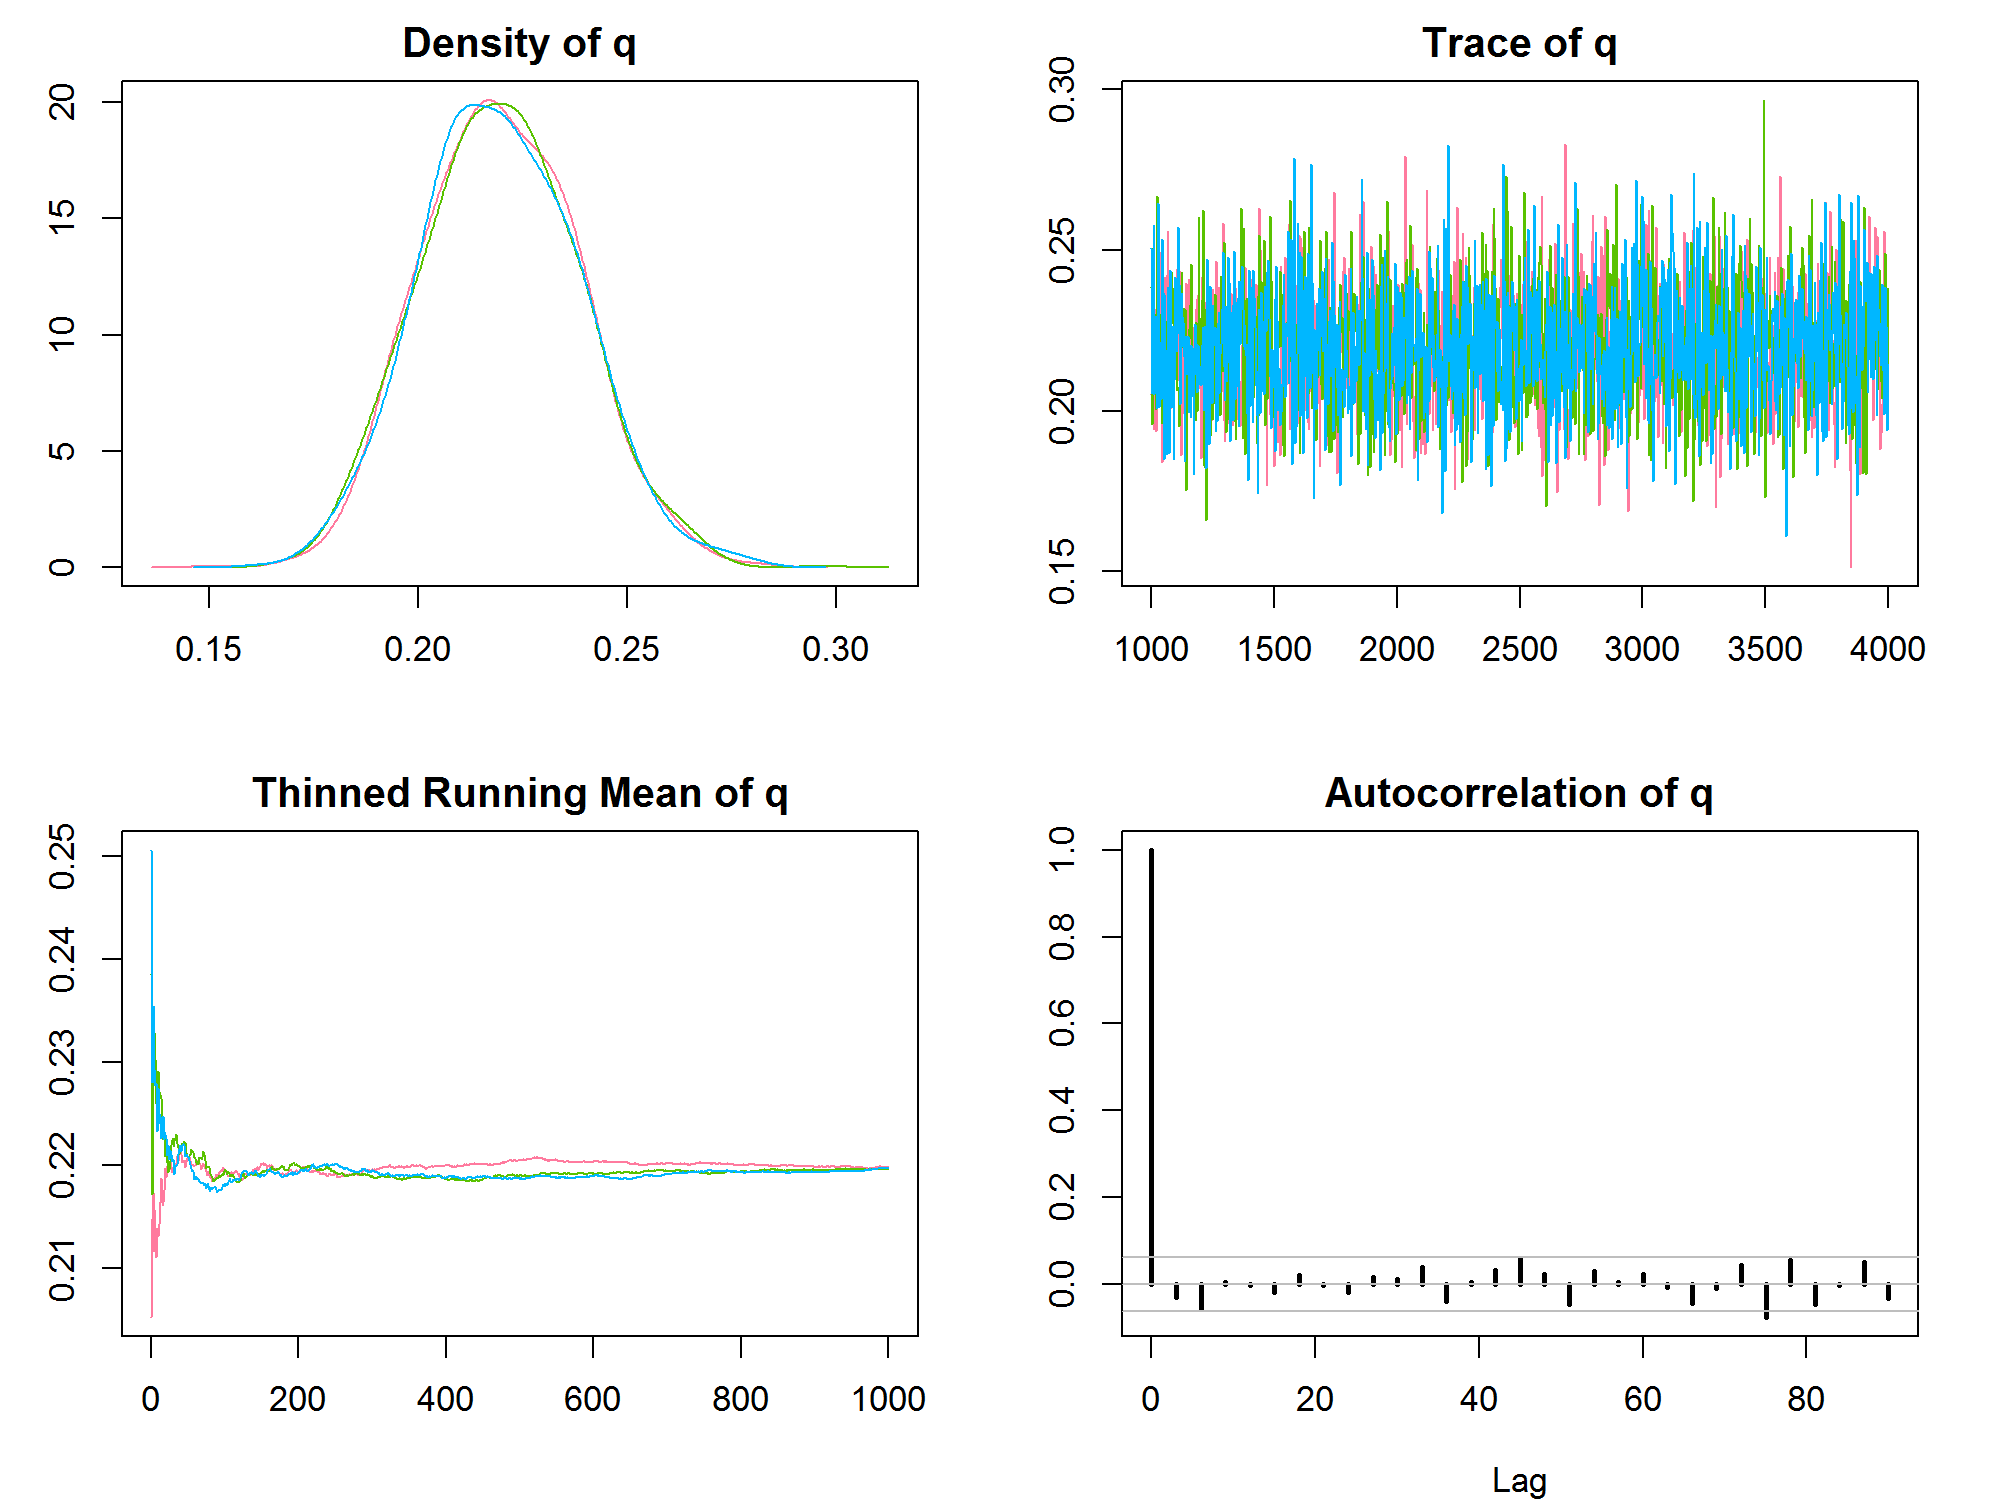 Density of q
20
15
10
5
0
0.15 0.20 0.25 0.30
Trace of q
0.30
0.25
0.20
0.15
1000 1500 2000 2500 3000 3500 4000
Thinned Running Mean of q
0.25
0.24
0.23
0.22
0.21
0 200 400 600 800 1000
Autocorrelation of q
1.0
0.8
0.6
0.4
0.2
0.0
0 20 40 60 80
Lag